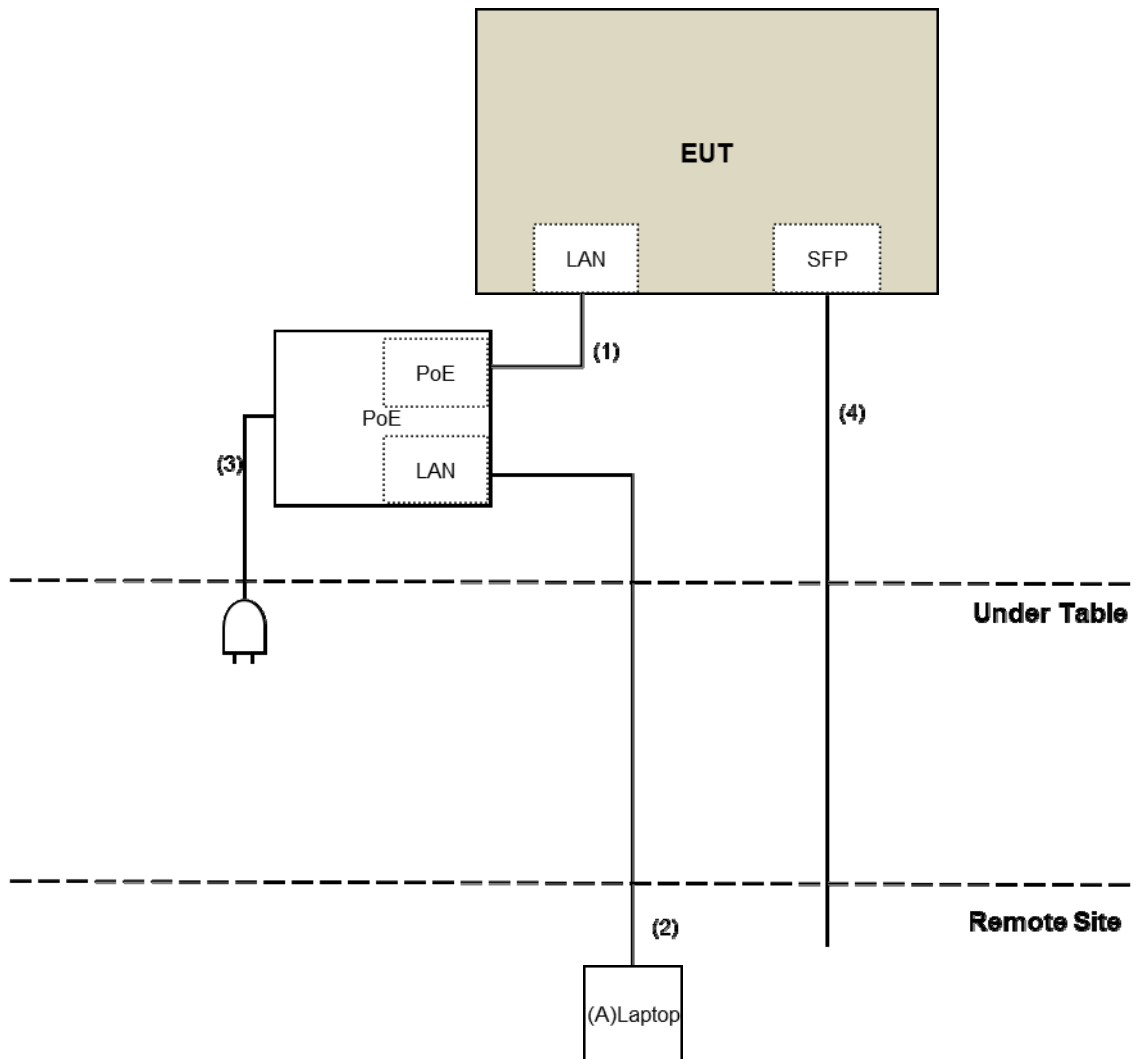 EUT
LAN
SFP
(1)
PoE
PoE
(4)
(3)
LAN
Under Table
Remote Site
(2)
(A)Laptop